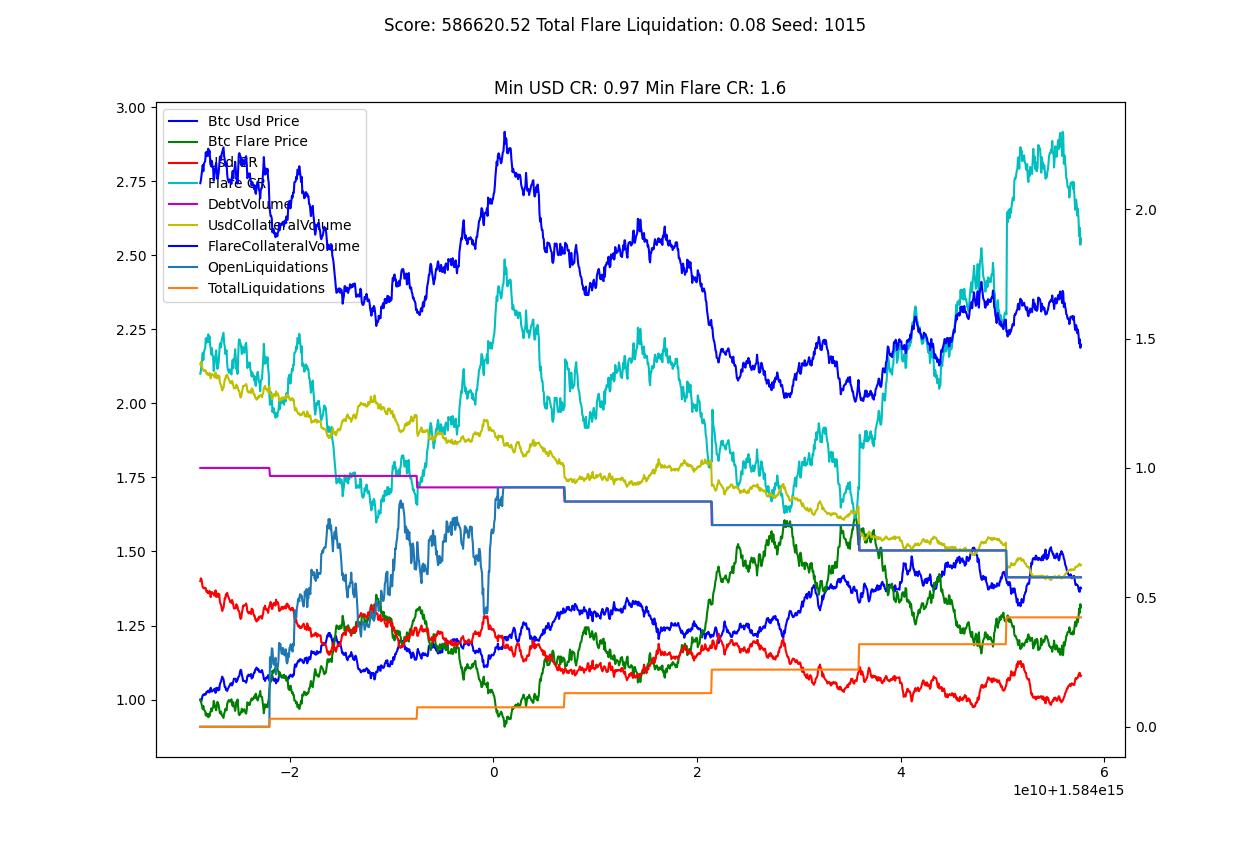 Score: 586620.52 Total Flare Liquidation: 0.08 Seed: 1015
Min USD CR: 0.97 Min Flare CR: 1.6
Btc Usd Price
Btc Flare Price
Usd CR
Flare CR
DebtVolume
UsdCollateralVolume
FlareCollateralVolume
OpenLiquidations
TotalLiquidations
3.00
2.75
2.50
2.25
2.00
1.75
1.50
1.25
1.00
2.0
1.5
1.0
0.5
0.0
−2
0
2
4
6
1e10+1.584e15